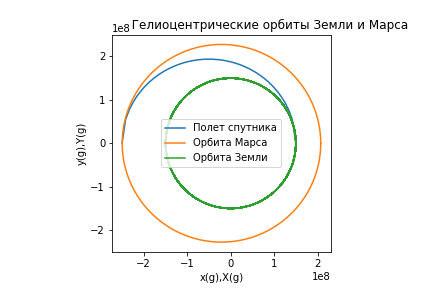 Гелиоцентрические орбиты Земли и Марса
1e8
2
1
0
−1
−2
y(g),Y(g)
Полет спутника
Орбита Марса
Орбита Земли
−2 −1 0 1 2
x(g),X(g)
1e8